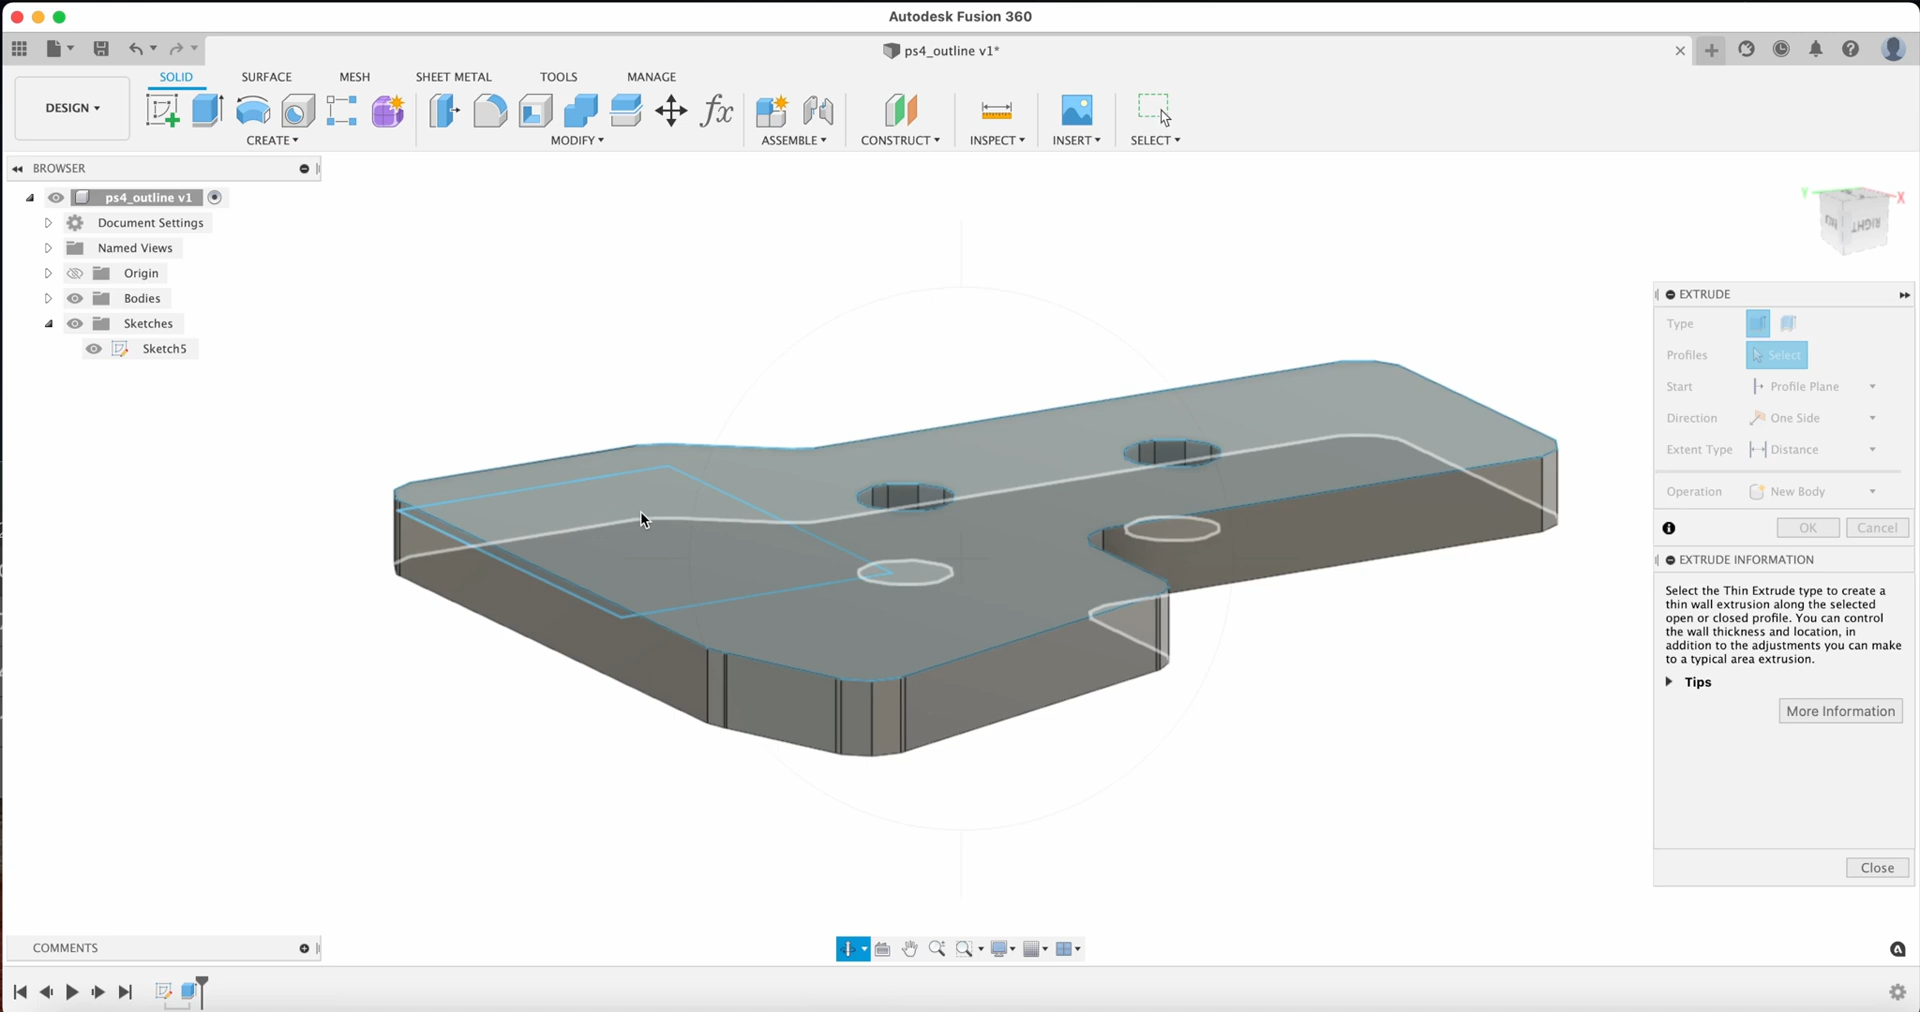 Autodesk Fusion 360
ps4_outline v1*
DESIGN
SOLID
SURFACE
MESH
SHEET METAL
TOOLS
MANAGE
fx
CREATE
MODIFY
ASSEMBLE
CONSTRUCT
INSPECT
INSERT
SELECT
BROWSER
ps4_outline v1
Document Settings
Named Views
Origin
Bodies
Sketches
Sketch5
Y
X
RIGHT
EXTRUDE
Type
Profiles
Select
Start
Profile Plane
Direction
One Side
Extent Type
Distance
Operation
New Body
OK
Cancel
EXTRUDE INFORMATION
Select the Thin Extrude type to create a
thin wall extrusion along the selected
open or closed profile. You can control
the wall thickness and location, in
addition to the adjustments you can make
to a typical area extrusion.
Tips
More Information
Close
COMMENTS